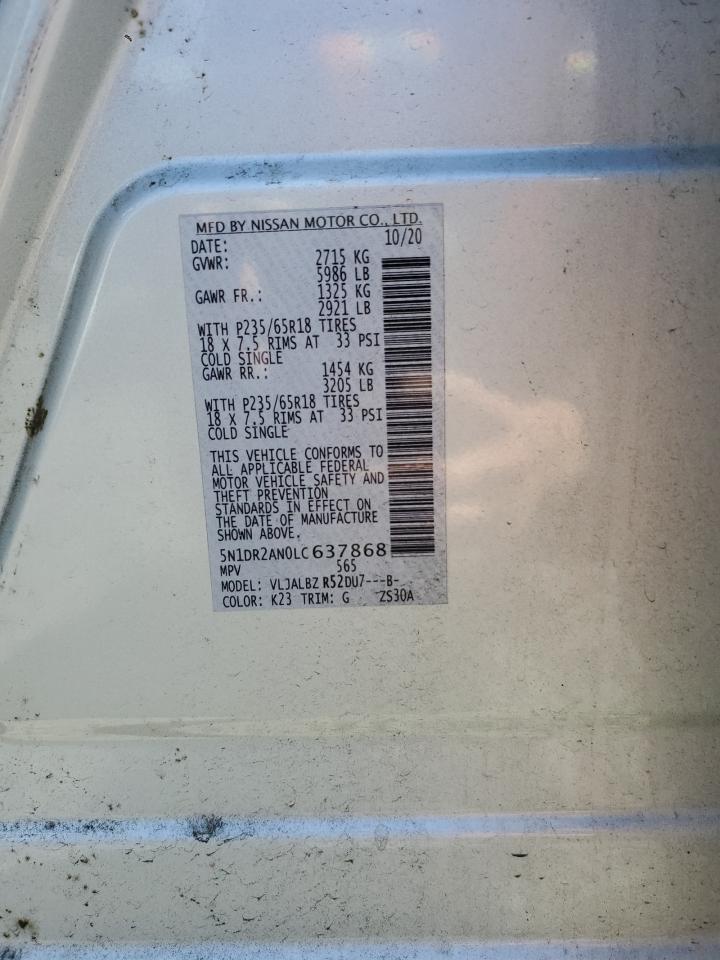 MFD BY NISSAN MOTOR CO., LTD.
DATE: 10/20
GVWR: 2715 KG
5986 LB
GAWR FR.: 1325 KG
2921 LB
WITH P235/65R18 TIRES
18 X 7.5 RIMS AT 33 PSI
COLD SINGLE
GAWR RR.: 1454 KG
3205 LB
WITH P235/65R18 TIRES
18 X 7.5 RIMS AT 33 PSI
COLD SINGLE
THIS VEHICLE CONFORMS TO
ALL APPLICABLE FEDERAL
MOTOR VEHICLE SAFETY AND
THEFT PREVENTION
STANDARDS IN EFFECT ON
THE DATE OF MANUFACTURE
SHOWN ABOVE.
5N1DR2AN0LC637868
MPV 565
MODEL: VLJALBZ R52DU7---B-
COLOR: K23 TRIM: G ZS30A